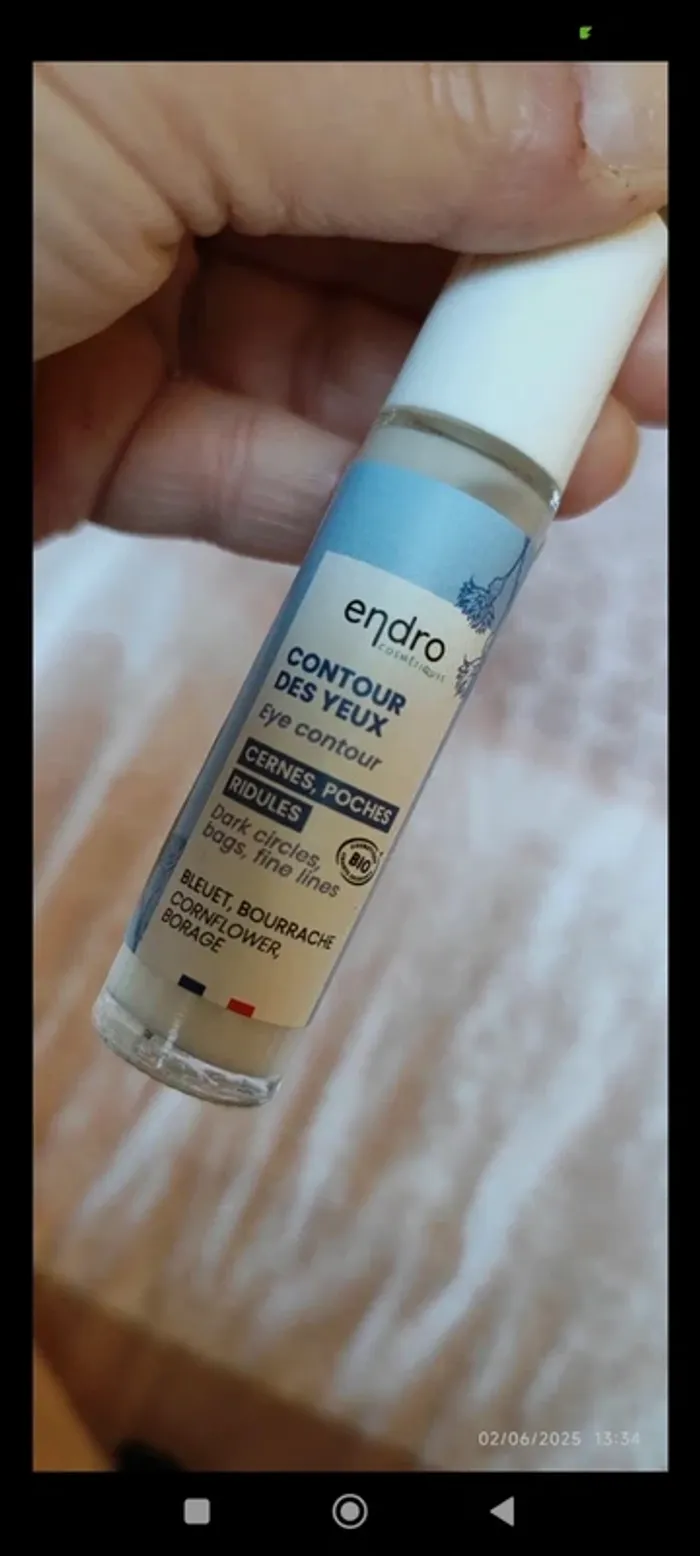 endro
COSMÉTIQUES
CONTOUR
DES YEUX
Eye contour
CERNES, POCHES
RIDULES
Dark circles,
bags, fine lines
BIO
BLEUET, BOURRACHE
CORNFLOWER,
BORAGE
02/06/2025 13:34